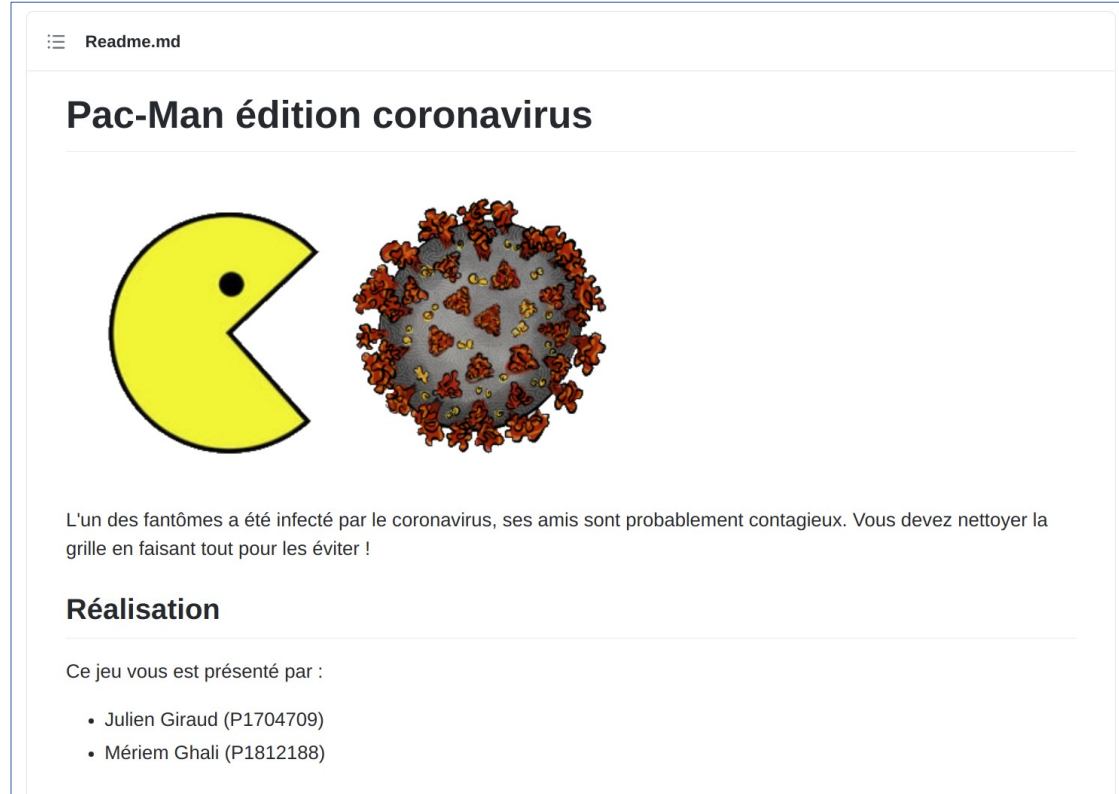 Readme.md
Pac-Man édition coronavirus
L'un des fantômes a été infecté par le coronavirus, ses amis sont probablement contagieux. Vous devez nettoyer la
grille en faisant tout pour les éviter !
Réalisation
Ce jeu vous est présenté par :
• Julien Giraud (P1704709)
• Mériem Ghali (P1812188)